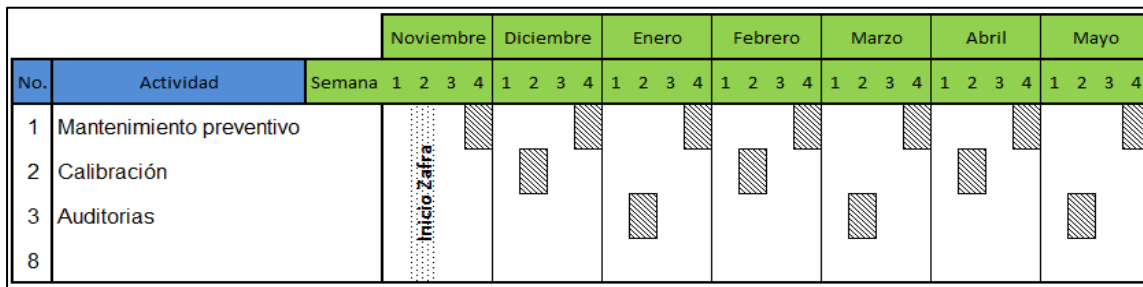 Noviembre Diciembre Enero Febrero Marzo Abril Mayo
No. Actividad Semana 1 2 3 4 1 2 3 4 1 2 3 4 1 2 3 4 1 2 3 4 1 2 3 4 1 2 3 4
1 Mantenimiento preventivo
2 Calibración
3 Auditorias
8
Inicio Zafra